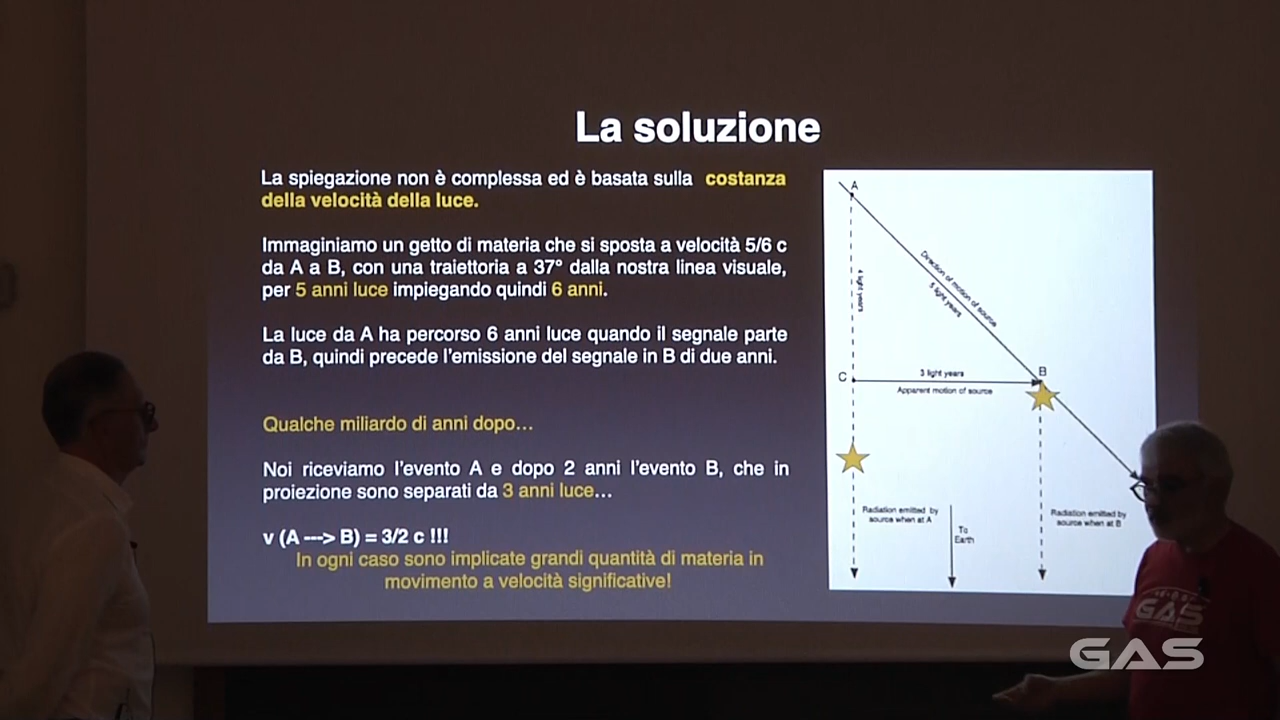 La soluzione
La spiegazione non è complessa ed è basata sulla costanza
della velocità della luce.
Immaginiamo un getto di materia che si sposta a velocità 5/6 c
da A a B, con una traiettoria a 37° dalla nostra linea visuale,
per 5 anni luce impiegando quindi 6 anni.
La luce da A ha percorso 6 anni luce quando il segnale parte
da B, quindi precede l'emissione del segnale in B di due anni.
Qualche miliardo di anni dopo…
Noi riceviamo l'evento A e dopo 2 anni l'evento B, che in
proiezione sono separati da 3 anni luce…
v (A ---> B) = 3/2 c !!!
In ogni caso sono implicate grandi quantità di materia in
movimento a velocità significative!
A
Direction of motion of source
5 light years
4 light years
C
3 light years
B
Apparent motion of source
Radiation emitted by
source when at A
To
Earth
Radiation emitted by
source when at B
GAS
GAS